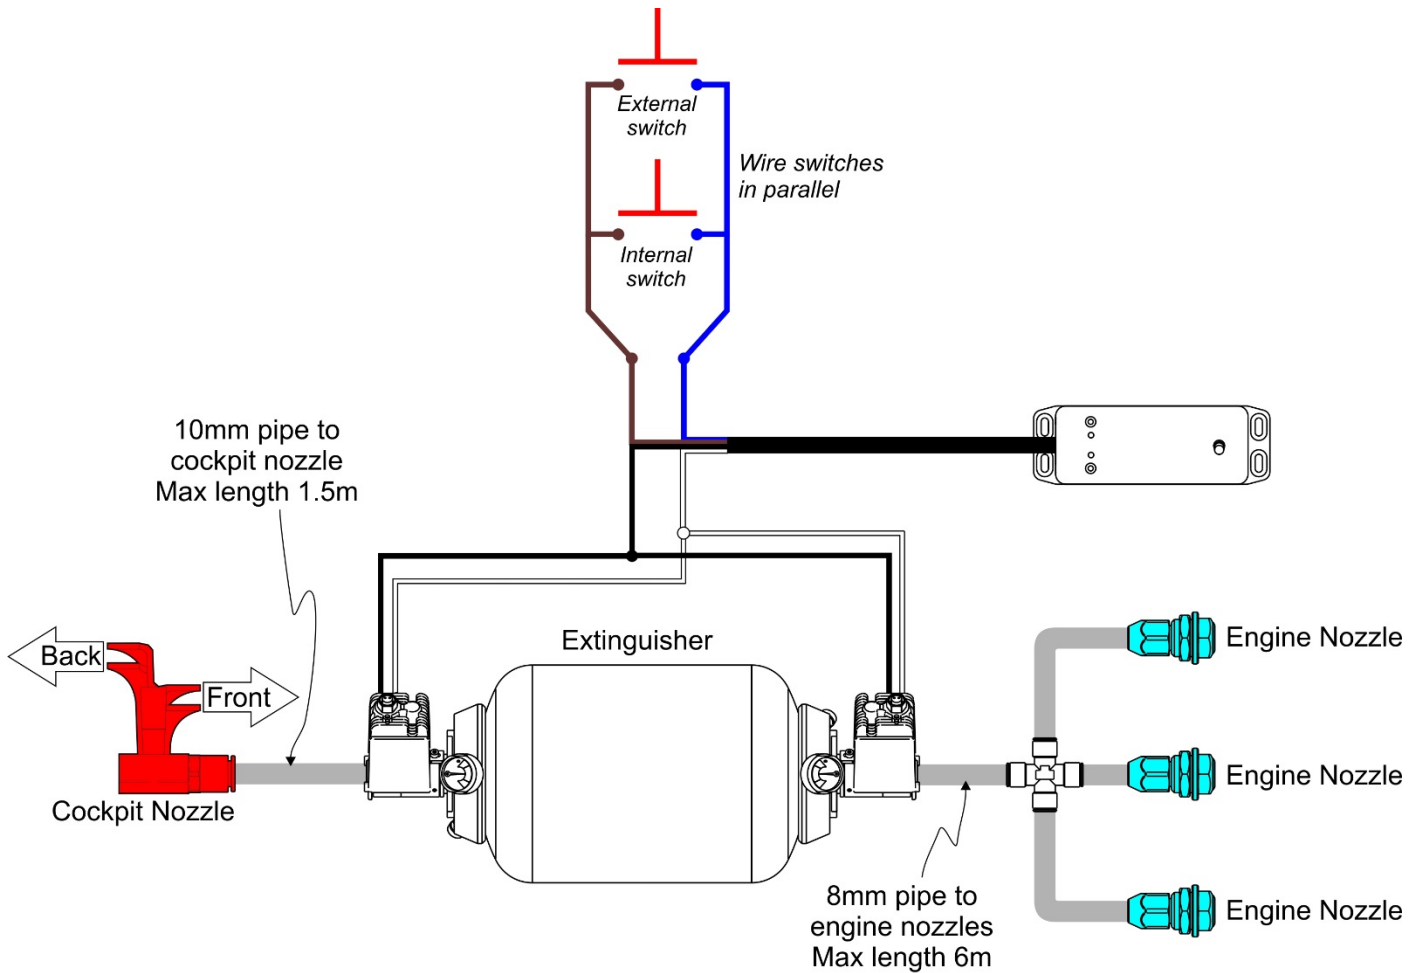 External
switch
Wire switches
in parallel
Internal
switch
10mm pipe to
cockpit nozzle
Max length 1.5m
Extinguisher
Back
Front
Cockpit Nozzle
Engine Nozzle
Engine Nozzle
Engine Nozzle
8mm pipe to
engine nozzles
Max length 6m